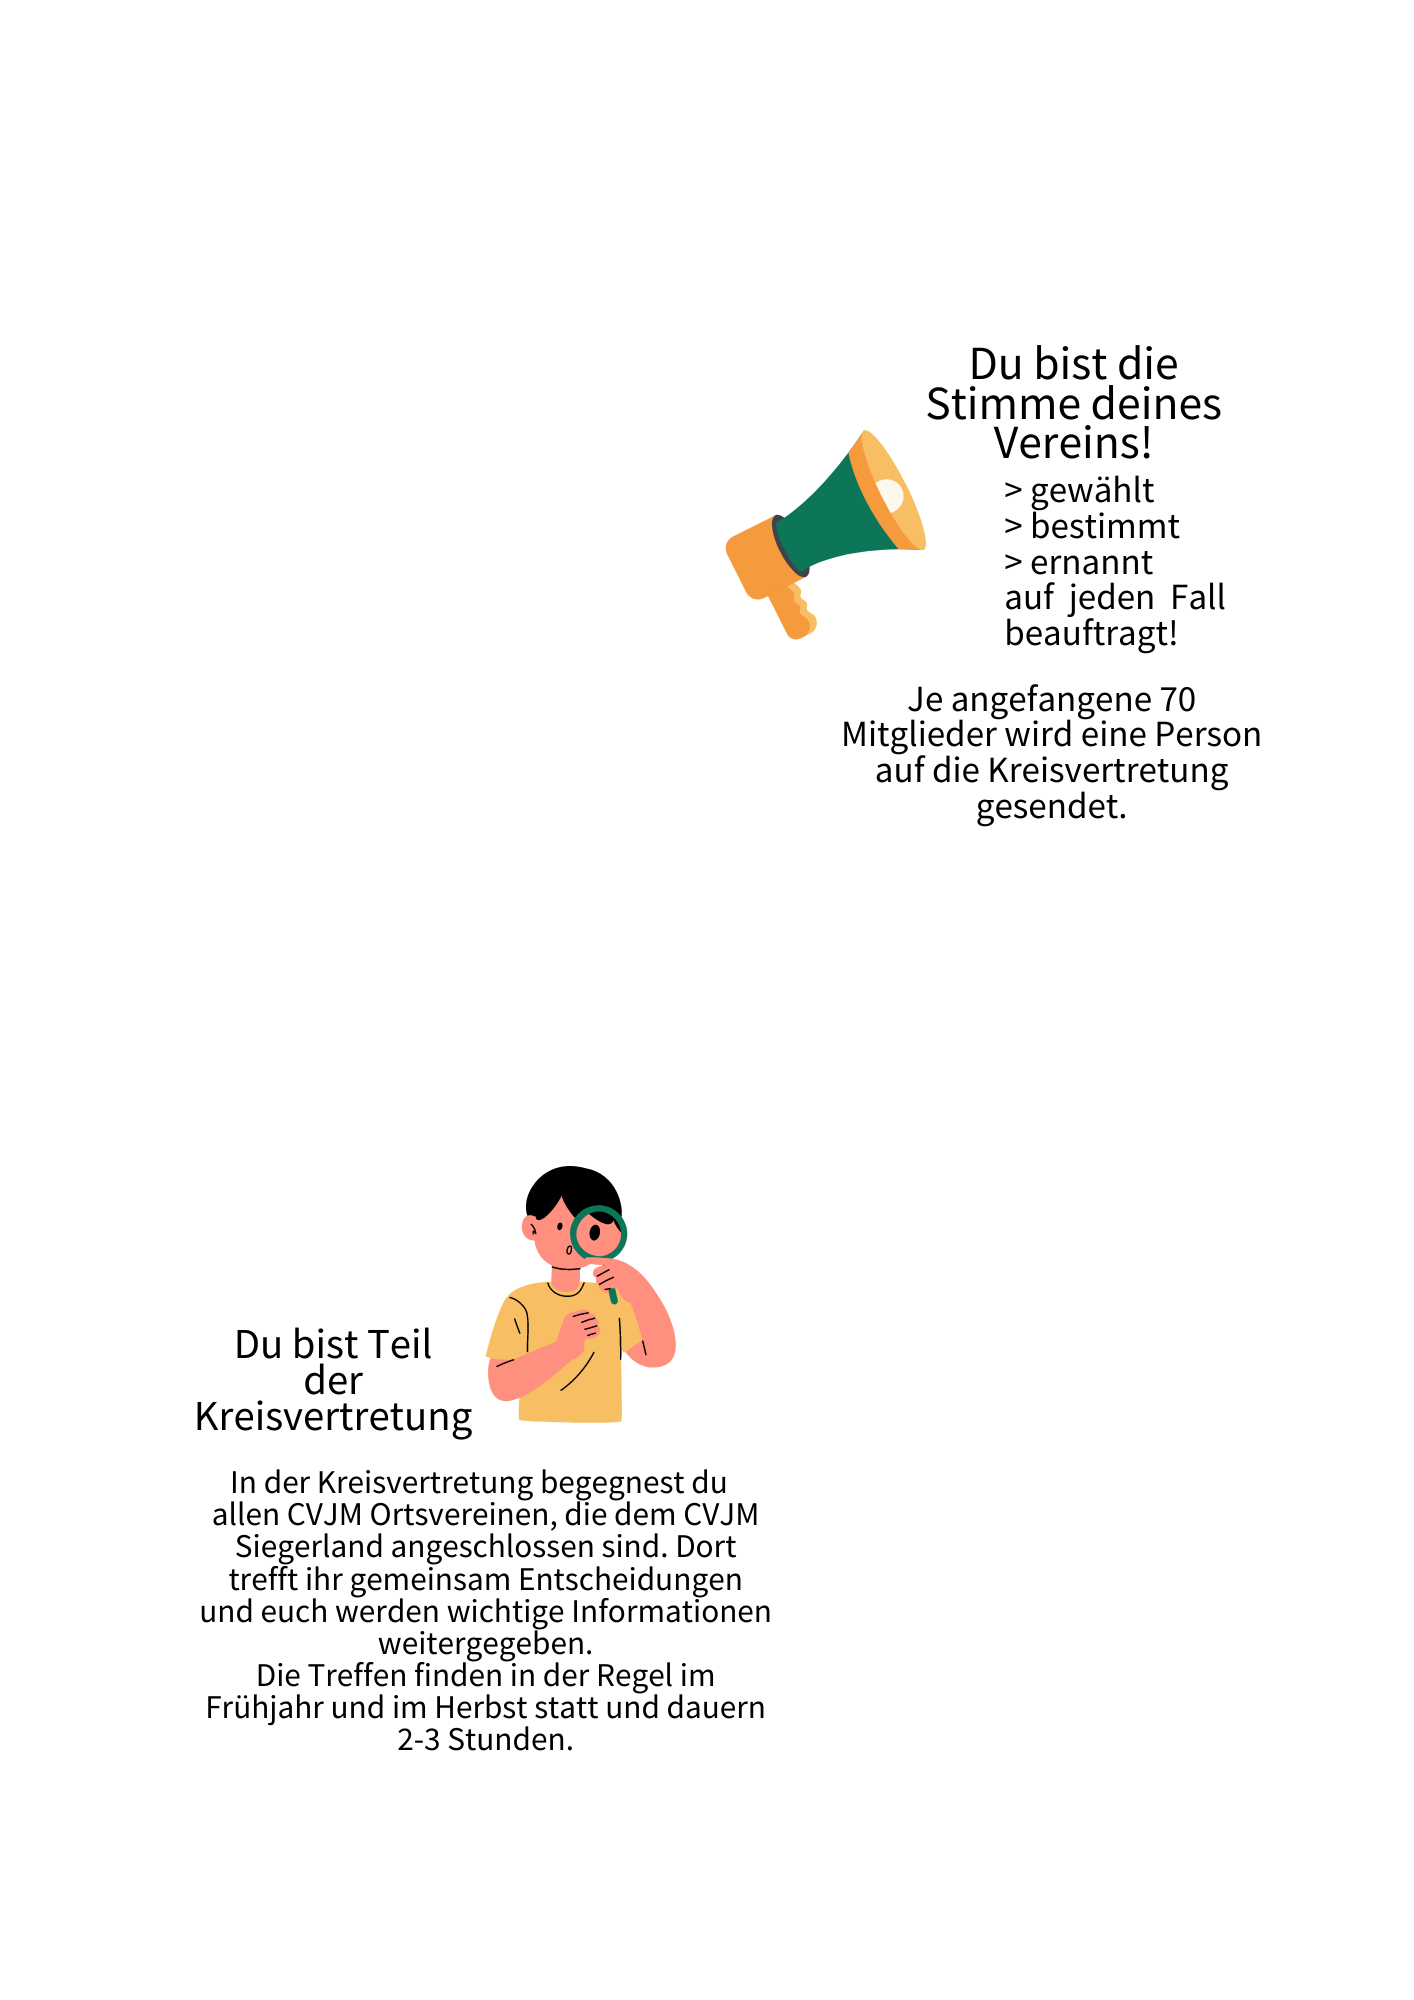 Du bist die
Stimme deines
Vereins!
> gewählt
> bestimmt
> ernannt
auf jeden Fall
beauftragt!
Je angefangene 70
Mitglieder wird eine Person
auf die Kreisvertretung
gesendet.
Du bist Teil
der
Kreisvertretung
In der Kreisvertretung begegnest du
allen CVJM Ortsvereinen, die dem CVJM
Siegerland angeschlossen sind. Dort
trefft ihr gemeinsam Entscheidungen
und euch werden wichtige Informationen
weitergegeben.
Die Treffen finden in der Regel im
Frühjahr und im Herbst statt und dauern
2-3 Stunden.